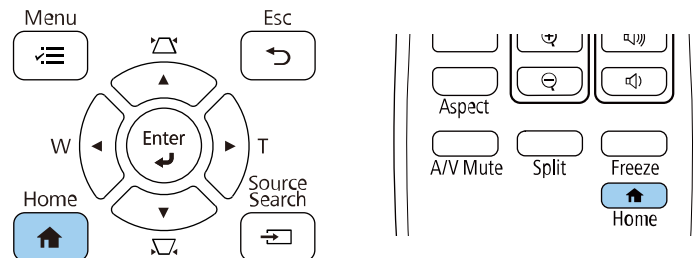 Menu
Esc
W
Enter
T
Home
Source
Search
Aspect
A/V Mute
Split
Freeze
Home